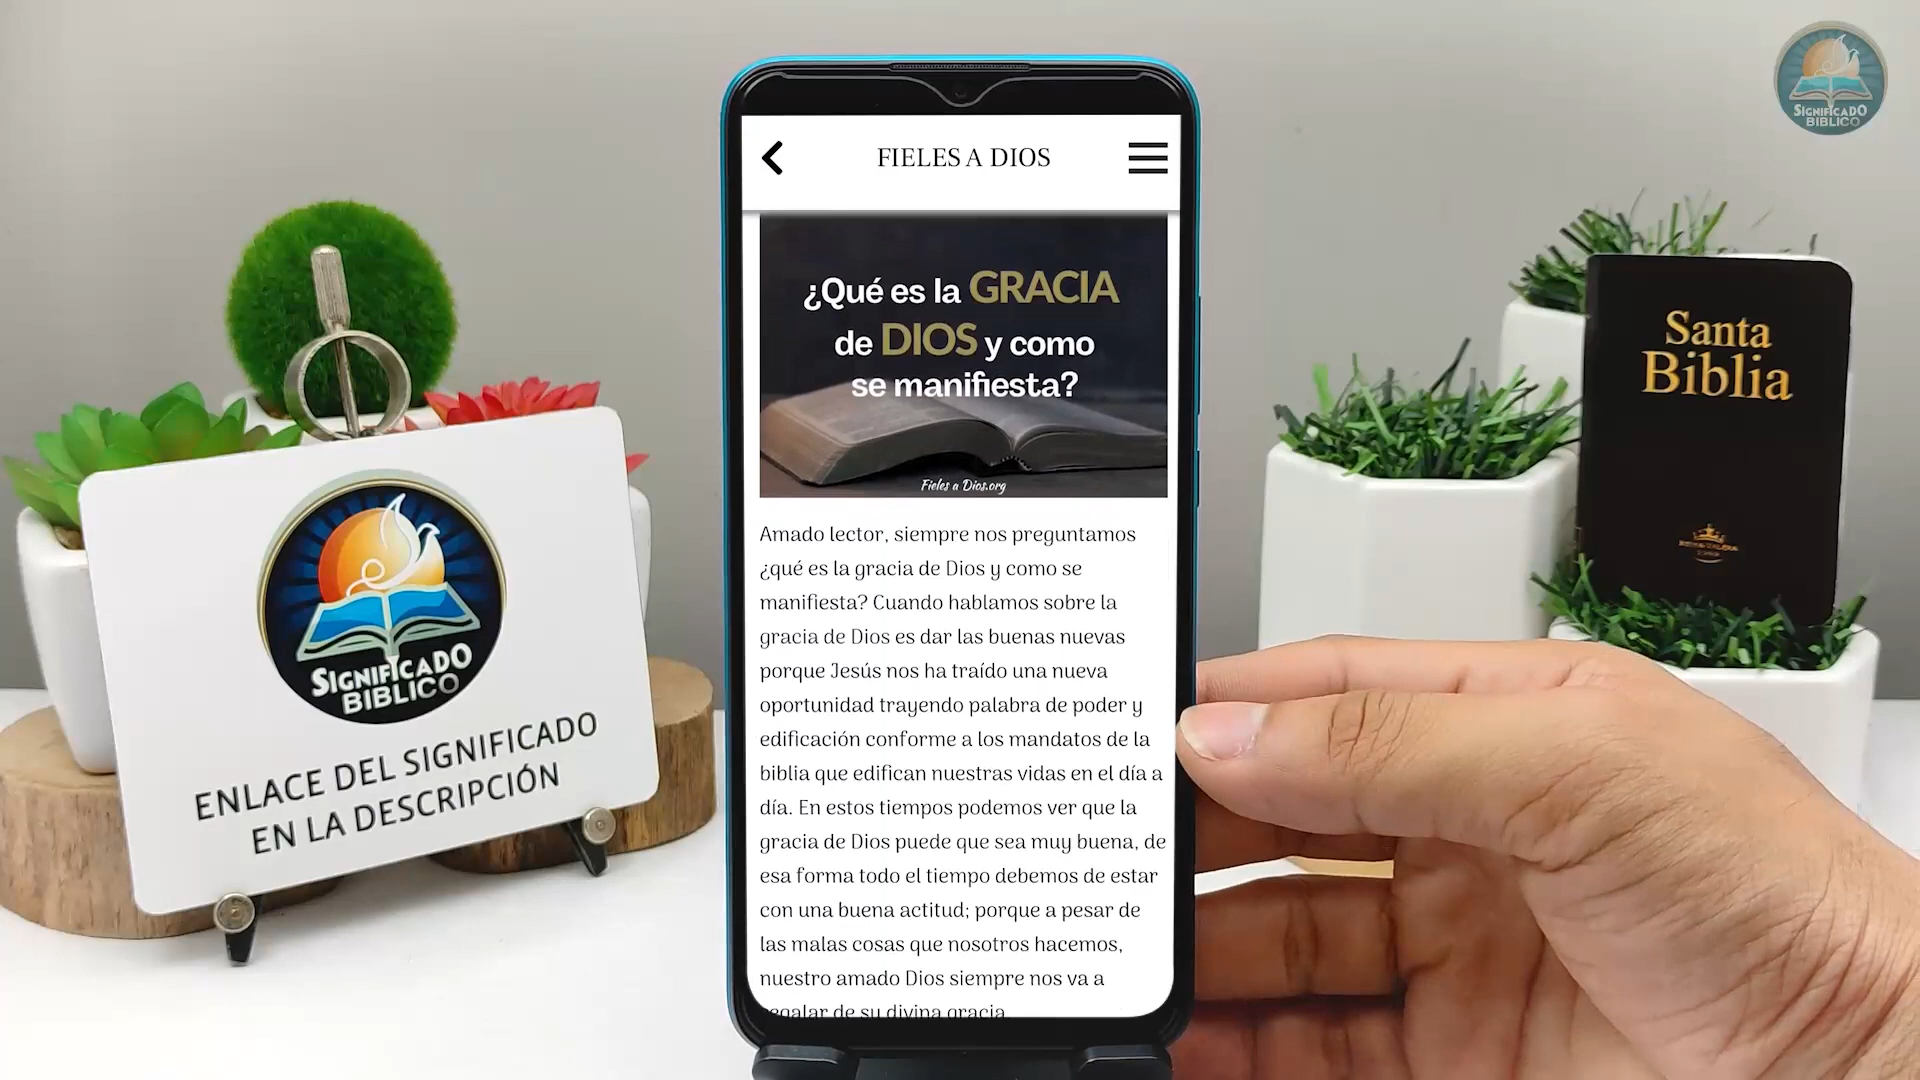 SIGNIFICADO
BIBLICO
FIELES A DIOS
¿Qué es la GRACIA
de DIOS y como
se manifiesta?
Fieles a Dios.org
Amado lector, siempre nos preguntamos
¿qué es la gracia de Dios y como se
manifiesta? Cuando hablamos sobre la
gracia de Dios es dar las buenas nuevas
porque Jesús nos ha traído una nueva
oportunidad trayendo palabra de poder y
edificación conforme a los mandatos de la
biblia que edifican nuestras vidas en el día a
día. En estos tiempos podemos ver que la
gracia de Dios puede que sea muy buena, de
esa forma todo el tiempo debemos de estar
con una buena actitud; porque a pesar de
las malas cosas que nosotros hacemos,
nuestro amado Dios siempre nos va a
regalar de su divina gracia.
SIGNIFICADO
BIBLICO
ENLACE DEL SIGNIFICADO
EN LA DESCRIPCIÓN
Santa
Biblia